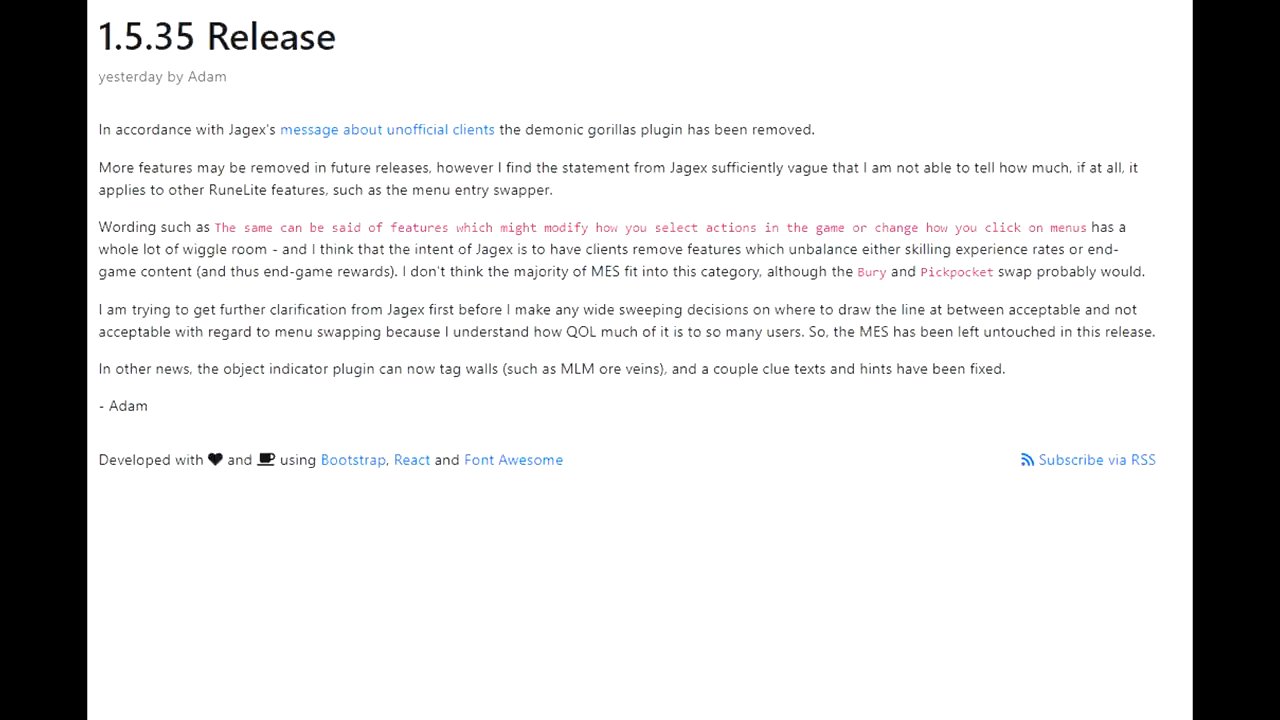 1.5.35 Release
yesterday by Adam
In accordance with Jagex's message about unofficial clients the demonic gorillas plugin has been removed.
More features may be removed in future releases, however I find the statement from Jagex sufficiently vague that I am not able to tell how much, if at all, it
applies to other RuneLite features, such as the menu entry swapper.
Wording such as The same can be said of features which might modify how you select actions in the game or change how you click on menus has a
whole lot of wiggle room - and I think that the intent of Jagex is to have clients remove features which unbalance either skilling experience rates or end-
game content (and thus end-game rewards). I don't think the majority of MES fit into this category, although the Bury and Pickpocket swap probably would.
I am trying to get further clarification from Jagex first before I make any wide sweeping decisions on where to draw the line at between acceptable and not
acceptable with regard to menu swapping because I understand how QOL much of it is to so many users. So, the MES has been left untouched in this release.
In other news, the object indicator plugin can now tag walls (such as MLM ore veins), and a couple clue texts and hints have been fixed.
- Adam
Developed with and using Bootstrap, React and Font Awesome Subscribe via RSS